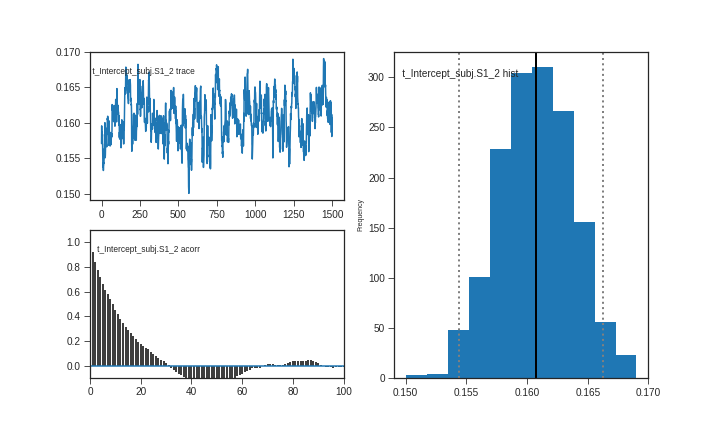 0.170
t_Intercept_subj.S1_2 trace
0.165
0.160
0.155
0.150
0 250 500 750 1000 1250 1500
1.0
t_Intercept_subj.S1_2 acorr
0.8
0.6
0.4
0.2
0.0
0 20 40 60 80 100
300
t_Intercept_subj.S1_2 hist
250
200
Frequency
150
100
50
0
0.150 0.155 0.160 0.165 0.170